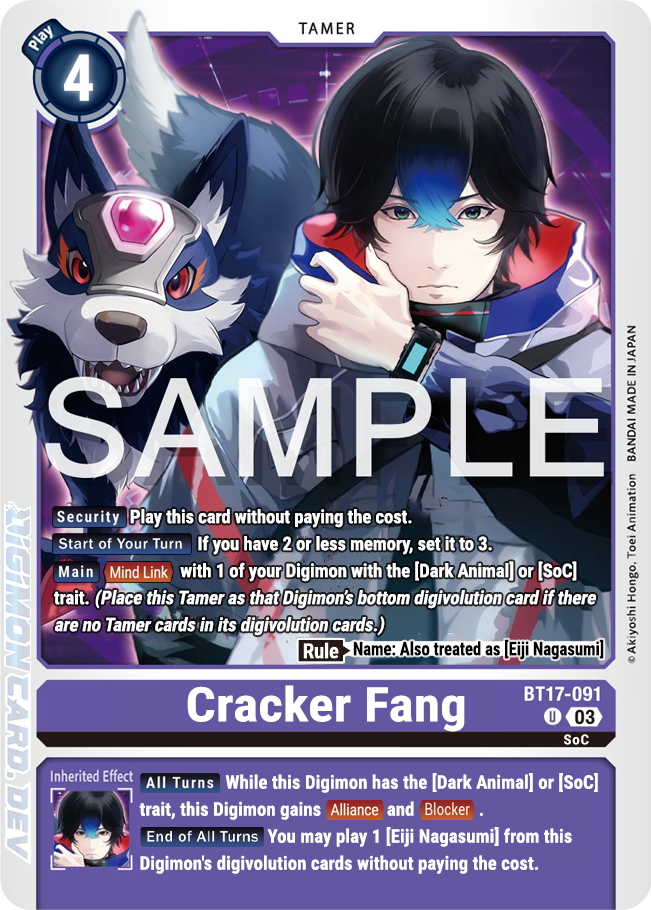 TAMER
Play
4
SAMPLE
Security Play this card without paying the cost.
Start of Your Turn If you have 2 or less memory, set it to 3.
Main Mind Link with 1 of your Digimon with the [Dark Animal] or [SoC]
trait. (Place this Tamer as that Digimon's bottom digivolution card if there
are no Tamer cards in its digivolution cards.)
Rule Name: Also treated as [Eiji Nagasumi]
© Akiyoshi Hongo, Toei Animation BANDAI MADE IN JAPAN
DIGIMON CARD.DEV
Cracker Fang
BT17-091
U 03
SoC
Inherited Effect
All Turns While this Digimon has the [Dark Animal] or [SoC]
trait, this Digimon gains Alliance and Blocker .
End of All Turns You may play 1 [Eiji Nagasumi] from this
Digimon's digivolution cards without paying the cost.